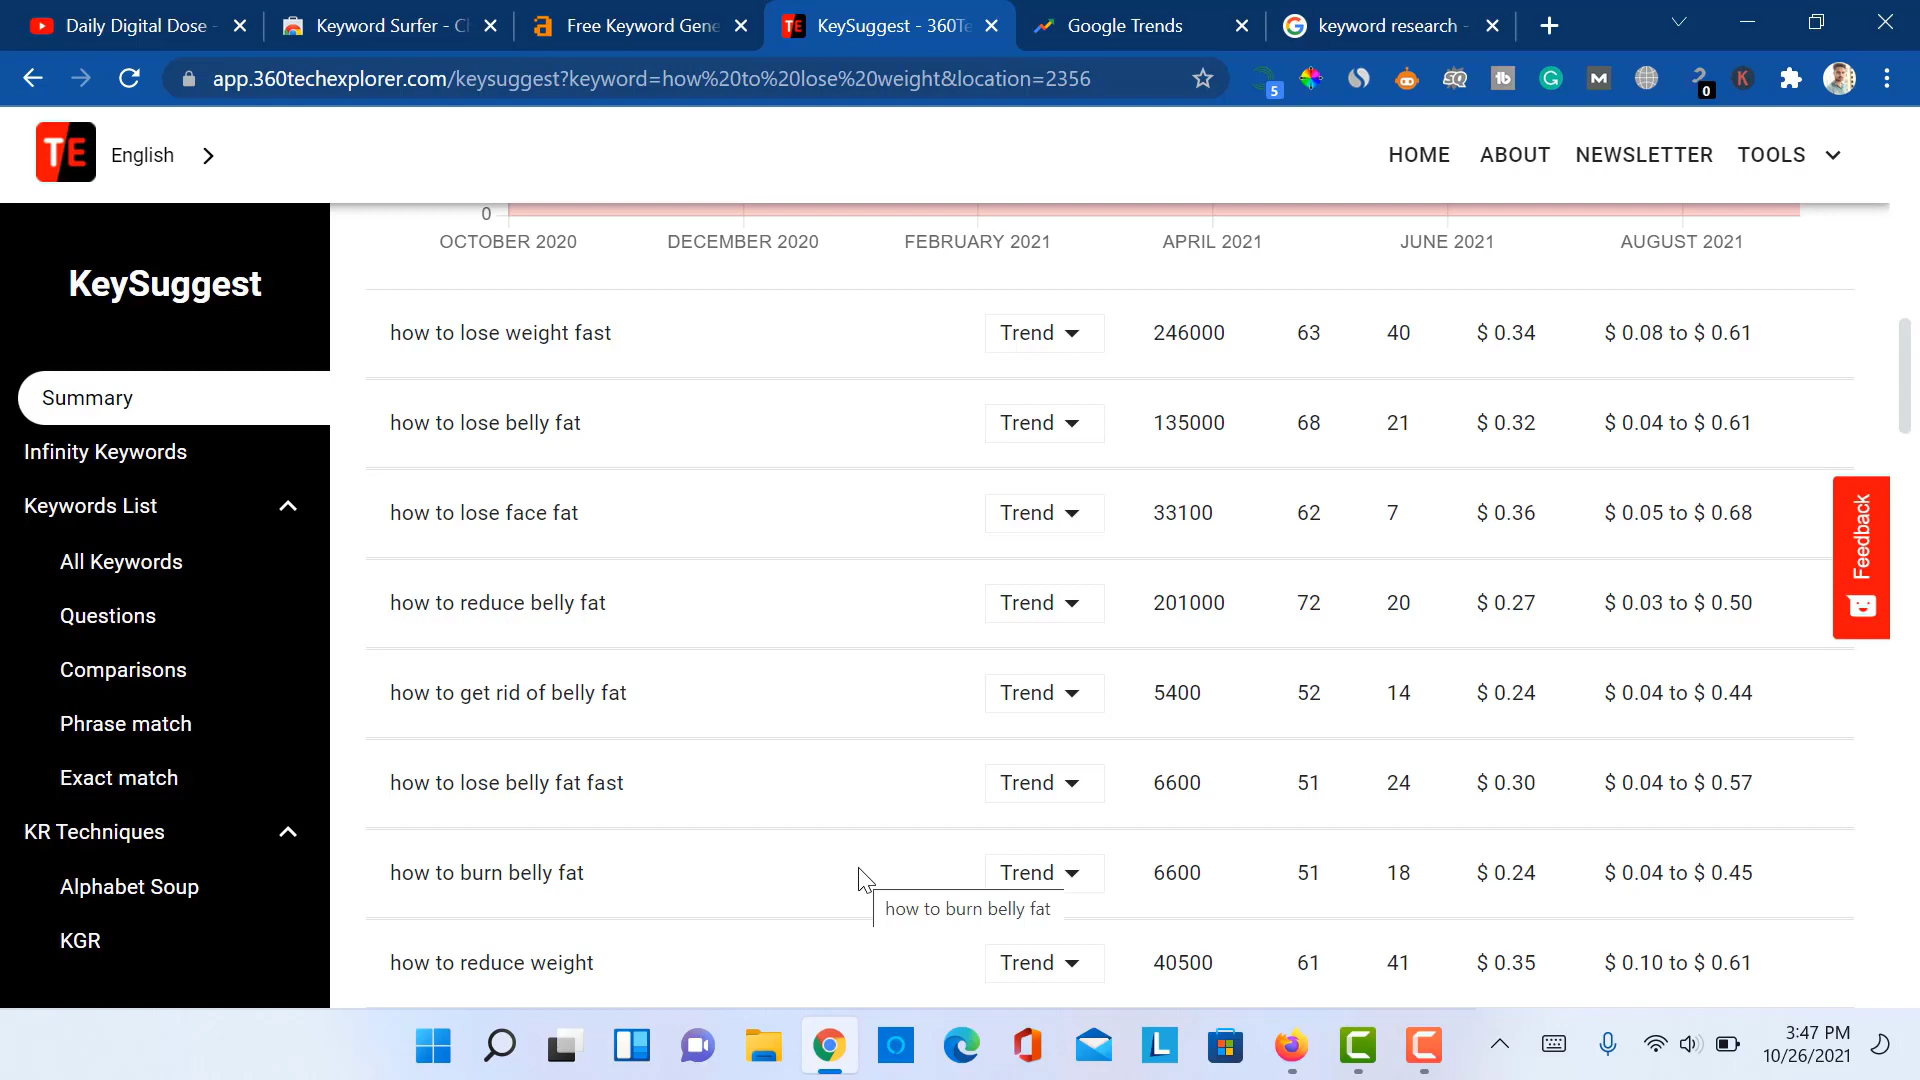 Daily Digital Dose -
Keyword Surfer - C
Free Keyword Gene
KeySuggest - 360Te
Google Trends
keyword research -
app.360techexplorer.com/keysuggest?keyword=how%20to%20lose%20weight&location=2356
5
0
TE
English
HOME
ABOUT
NEWSLETTER
TOOLS
KeySuggest
Summary
Infinity Keywords
Keywords List
All Keywords
Questions
Comparisons
Phrase match
Exact match
KR Techniques
Alphabet Soup
KGR
0
OCTOBER 2020 DECEMBER 2020 FEBRUARY 2021 APRIL 2021 JUNE 2021 AUGUST 2021
how to lose weight fast Trend 246000 63 40 $ 0.34 $ 0.08 to $ 0.61
how to lose belly fat Trend 135000 68 21 $ 0.32 $ 0.04 to $ 0.61
how to lose face fat Trend 33100 62 7 $ 0.36 $ 0.05 to $ 0.68
how to reduce belly fat Trend 201000 72 20 $ 0.27 $ 0.03 to $ 0.50
how to get rid of belly fat Trend 5400 52 14 $ 0.24 $ 0.04 to $ 0.44
how to lose belly fat fast Trend 6600 51 24 $ 0.30 $ 0.04 to $ 0.57
how to burn belly fat Trend 6600 51 18 $ 0.24 $ 0.04 to $ 0.45
how to burn belly fat
how to reduce weight Trend 40500 61 41 $ 0.35 $ 0.10 to $ 0.61
Feedback
3:47 PM
10/26/2021